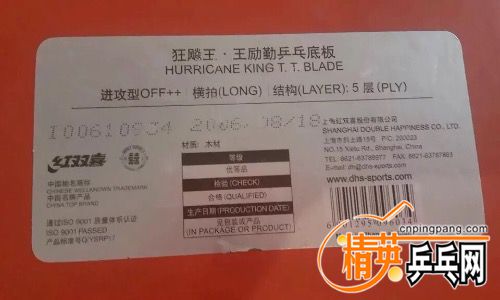 狂飚王·王励勤乒乓底板
HURRICANE KING T. T. BLADE
进攻型OFF++ 横拍(LONG) 结构(LAYER): 5 层(PLY)
2006/08/18
上海红双喜股份有限公司
SHANGHAI DOUBLE HAPPINESS CO., LTD.
P.C: 200023
NO.15 Xietu Rd., Shanghai, China.
www.dhs-sports.com
红双喜
材质: 木材
等级
优等品
检验(CHECK)
合格(QUALIFIED)
生产日期(PRODUCTION DATE)
见包装或产品
(IN PACKAGE OR PRODUCT)
中国驰名商标
CHINESE WELLKNOWN TRADEMARK
中国名牌产品
CHINA TOP BRAND
通过ISO 9001 质量体系认证
ISO 9001 PASSED
cnpingpang.com
精英乒乓网